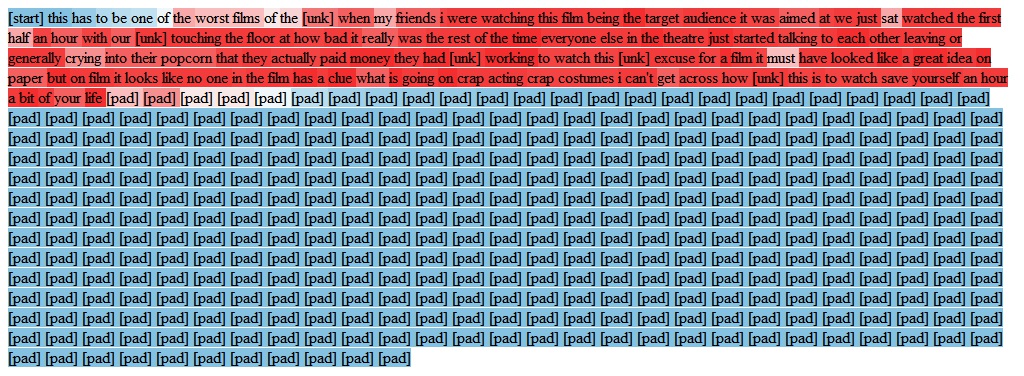 [start] this has to be one of the worst films of the [unk] when my friends i were watching this film being the target audience it was aimed at we just sat watched the first
half an hour with our [unk] touching the floor at how bad it really was the rest of the time everyone else in the theatre just started talking to each other leaving or
generally crying into their popcorn that they actually paid money they had [unk] working to watch this [unk] excuse for a film it must have looked like a great idea on
paper but on film it looks like no one in the film has a clue what is going on crap acting crap costumes i can't get across how [unk] this is to watch save yourself an hour
a bit of your life [pad] [pad] [pad] [pad] [pad] [pad] [pad] [pad] [pad] [pad] [pad] [pad] [pad] [pad] [pad] [pad] [pad] [pad] [pad] [pad] [pad] [pad] [pad] [pad]
[pad] [pad] [pad] [pad] [pad] [pad] [pad] [pad] [pad] [pad] [pad] [pad] [pad] [pad] [pad] [pad] [pad] [pad] [pad] [pad] [pad] [pad] [pad] [pad] [pad] [pad] [pad]
[pad] [pad] [pad] [pad] [pad] [pad] [pad] [pad] [pad] [pad] [pad] [pad] [pad] [pad] [pad] [pad] [pad] [pad] [pad] [pad] [pad] [pad] [pad] [pad] [pad] [pad] [pad]
[pad] [pad] [pad] [pad] [pad] [pad] [pad] [pad] [pad] [pad] [pad] [pad] [pad] [pad] [pad] [pad] [pad] [pad] [pad] [pad] [pad] [pad] [pad] [pad] [pad] [pad] [pad]
[pad] [pad] [pad] [pad] [pad] [pad] [pad] [pad] [pad] [pad] [pad] [pad] [pad] [pad] [pad] [pad] [pad] [pad] [pad] [pad] [pad] [pad] [pad] [pad] [pad] [pad] [pad]
[pad] [pad] [pad] [pad] [pad] [pad] [pad] [pad] [pad] [pad] [pad] [pad] [pad] [pad] [pad] [pad] [pad] [pad] [pad] [pad] [pad] [pad] [pad] [pad] [pad] [pad] [pad]
[pad] [pad] [pad] [pad] [pad] [pad] [pad] [pad] [pad] [pad] [pad] [pad] [pad] [pad] [pad] [pad] [pad] [pad] [pad] [pad] [pad] [pad] [pad] [pad] [pad] [pad] [pad]
[pad] [pad] [pad] [pad] [pad] [pad] [pad] [pad] [pad] [pad] [pad] [pad] [pad] [pad] [pad] [pad] [pad] [pad] [pad] [pad] [pad] [pad] [pad] [pad] [pad] [pad] [pad]
[pad] [pad] [pad] [pad] [pad] [pad] [pad] [pad] [pad] [pad] [pad] [pad] [pad] [pad] [pad] [pad] [pad] [pad] [pad] [pad] [pad] [pad] [pad] [pad] [pad] [pad] [pad]
[pad] [pad] [pad] [pad] [pad] [pad] [pad] [pad] [pad] [pad] [pad] [pad] [pad] [pad] [pad] [pad] [pad] [pad] [pad] [pad] [pad] [pad] [pad] [pad] [pad] [pad] [pad]
[pad] [pad] [pad] [pad] [pad] [pad] [pad] [pad] [pad] [pad] [pad] [pad] [pad] [pad] [pad] [pad] [pad] [pad] [pad] [pad] [pad] [pad] [pad] [pad] [pad] [pad] [pad]
[pad] [pad] [pad] [pad] [pad] [pad] [pad] [pad] [pad] [pad] [pad] [pad] [pad] [pad] [pad] [pad] [pad] [pad] [pad] [pad] [pad] [pad] [pad] [pad] [pad] [pad] [pad]
[pad] [pad] [pad] [pad] [pad] [pad] [pad] [pad] [pad] [pad] [pad] [pad] [pad] [pad] [pad] [pad] [pad] [pad] [pad] [pad] [pad] [pad] [pad] [pad] [pad] [pad] [pad]
[pad] [pad] [pad] [pad] [pad] [pad] [pad] [pad] [pad] [pad] [pad]